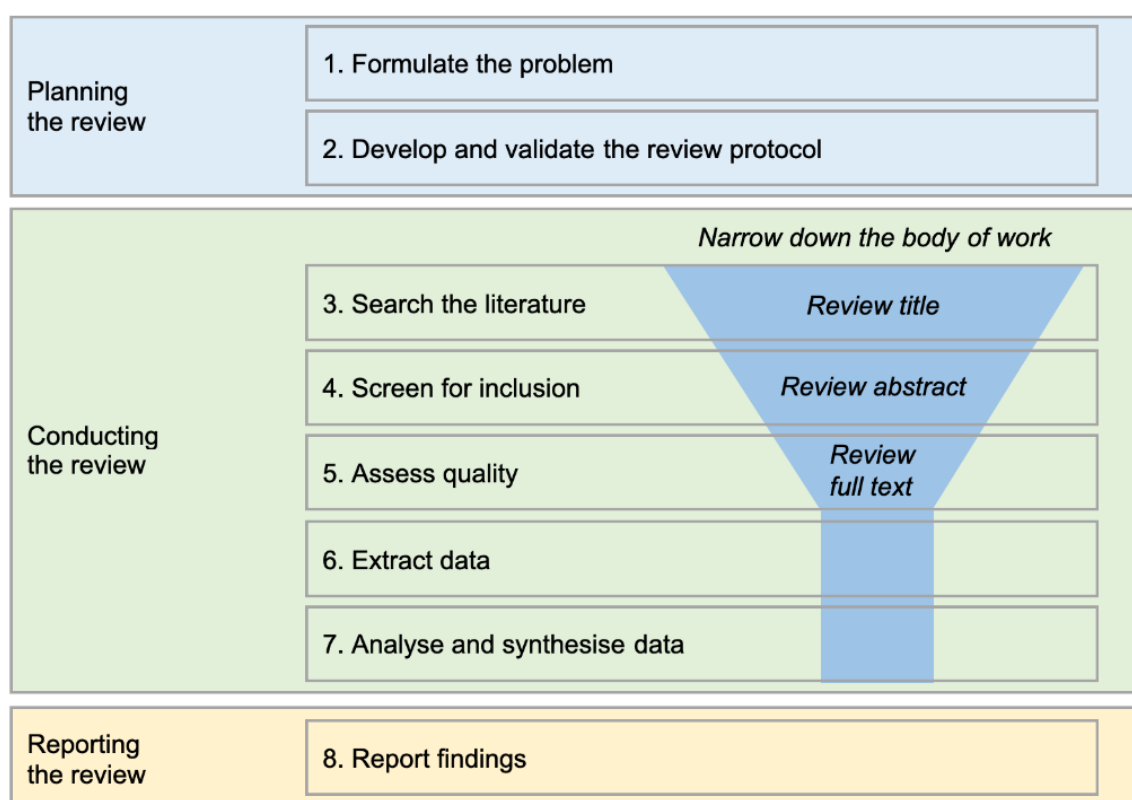 Planning
the review
1. Formulate the problem
2. Develop and validate the review protocol
Conducting
the review
Narrow down the body of work
3. Search the literature
Review title
4. Screen for inclusion
Review abstract
5. Assess quality
Review
full text
6. Extract data
7. Analyse and synthesise data
Reporting
the review
8. Report findings